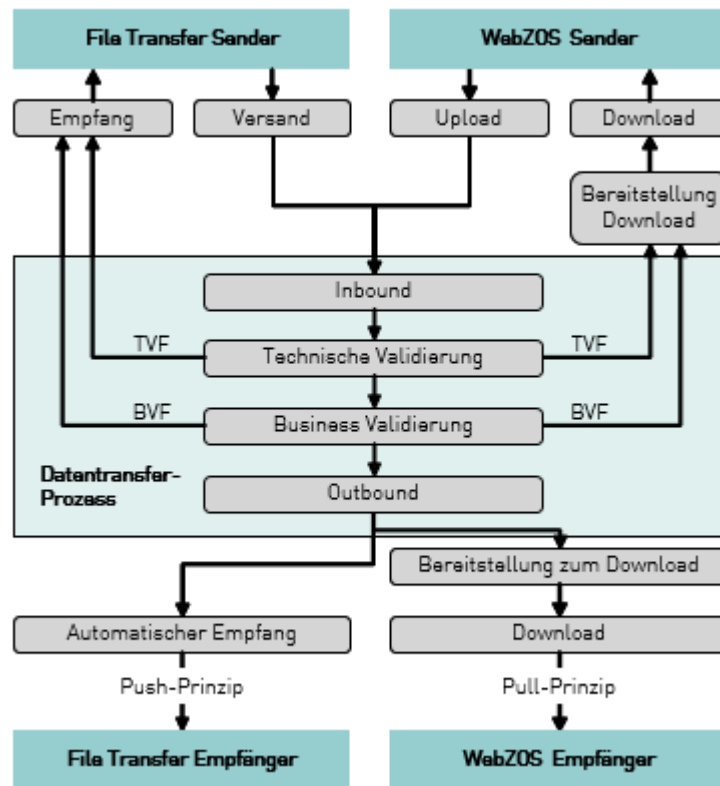 File Transfer Sender
WebZOS Sender
Empfang
Versand
Upload
Download
Bereitstellung
Download
Inbound
TVF
Technische Validierung
TVF
BVF
Business Validierung
BVF
Datentransfer-
Prozess
Outbound
Bereitstellung zum Download
Automatischer Empfang
Download
Push-Prinzip
Pull-Prinzip
File Transfer Empfänger
WebZOS Empfänger